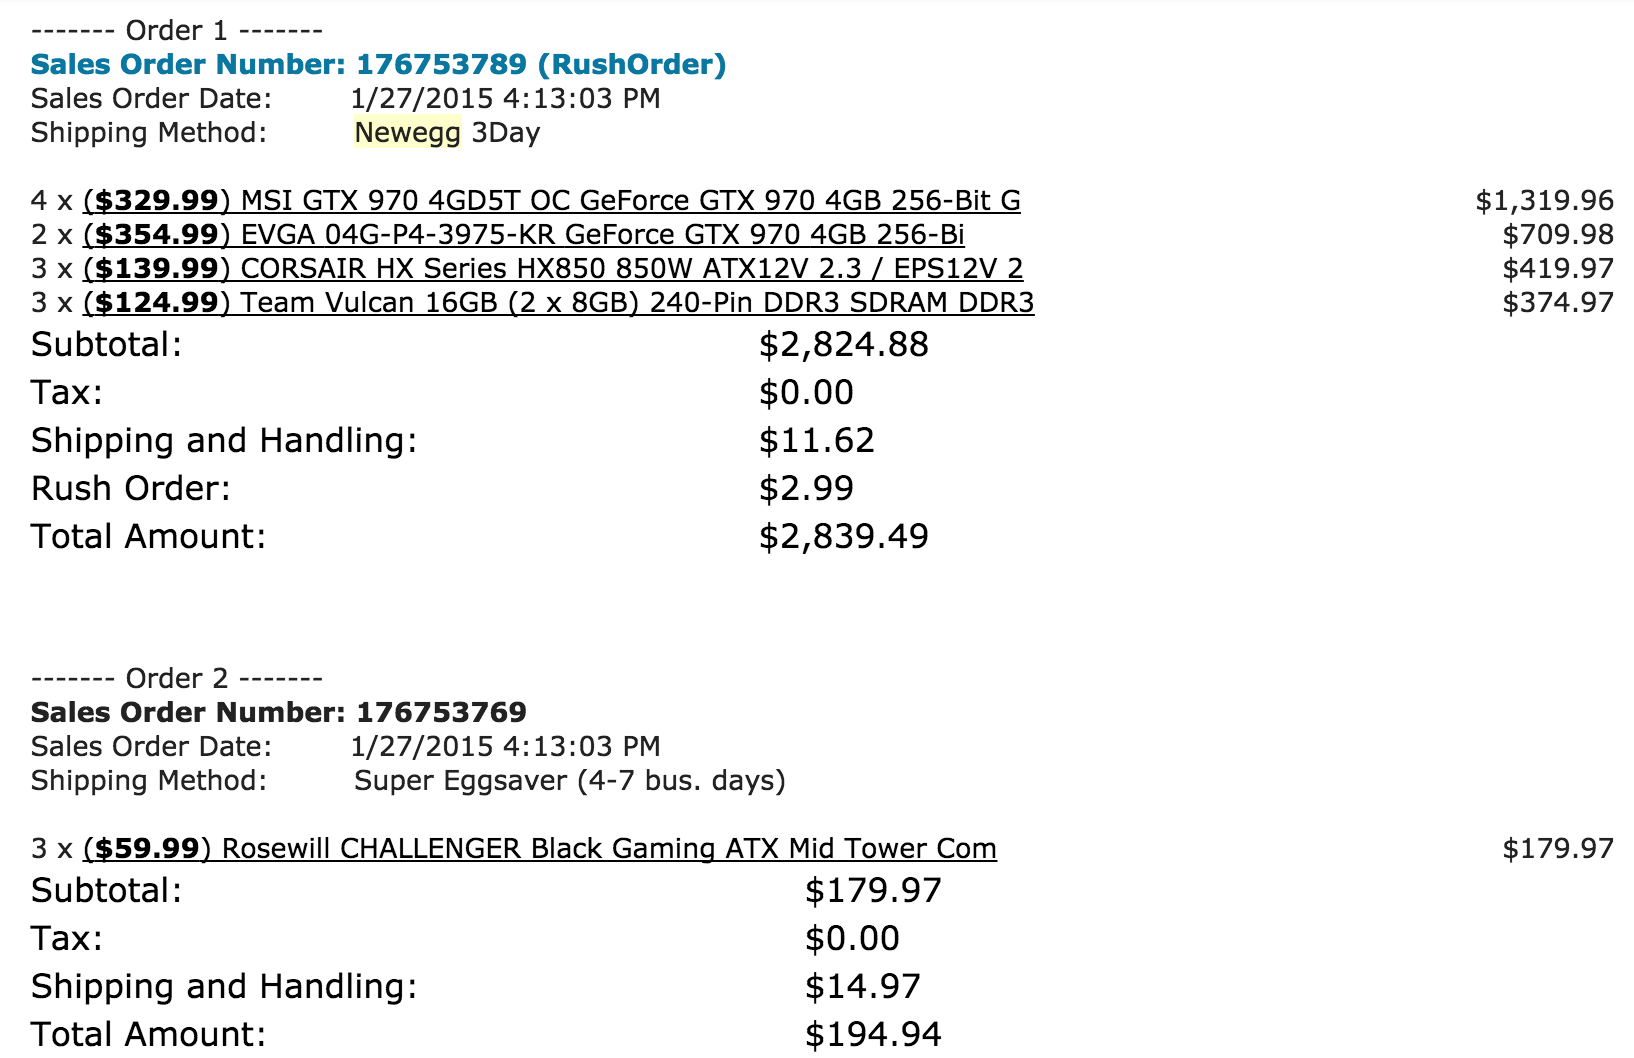 ------- Order 1 -------
Sales Order Number: 176753789 (RushOrder)
Sales Order Date: 1/27/2015 4:13:03 PM
Shipping Method: Newegg 3Day
4 x ($329.99) MSI GTX 970 4GD5T OC GeForce GTX 970 4GB 256-Bit G $1,319.96
2 x ($354.99) EVGA 04G-P4-3975-KR GeForce GTX 970 4GB 256-Bi $709.98
3 x ($139.99) CORSAIR HX Series HX850 850W ATX12V 2.3 / EPS12V 2 $419.97
3 x ($124.99) Team Vulcan 16GB (2 x 8GB) 240-Pin DDR3 SDRAM DDR3 $374.97
Subtotal: $2,824.88
Tax: $0.00
Shipping and Handling: $11.62
Rush Order: $2.99
Total Amount: $2,839.49
------- Order 2 -------
Sales Order Number: 176753769
Sales Order Date: 1/27/2015 4:13:03 PM
Shipping Method: Super Eggsaver (4-7 bus. days)
3 x ($59.99) Rosewill CHALLENGER Black Gaming ATX Mid Tower Com $179.97
Subtotal: $179.97
Tax: $0.00
Shipping and Handling: $14.97
Total Amount: $194.94